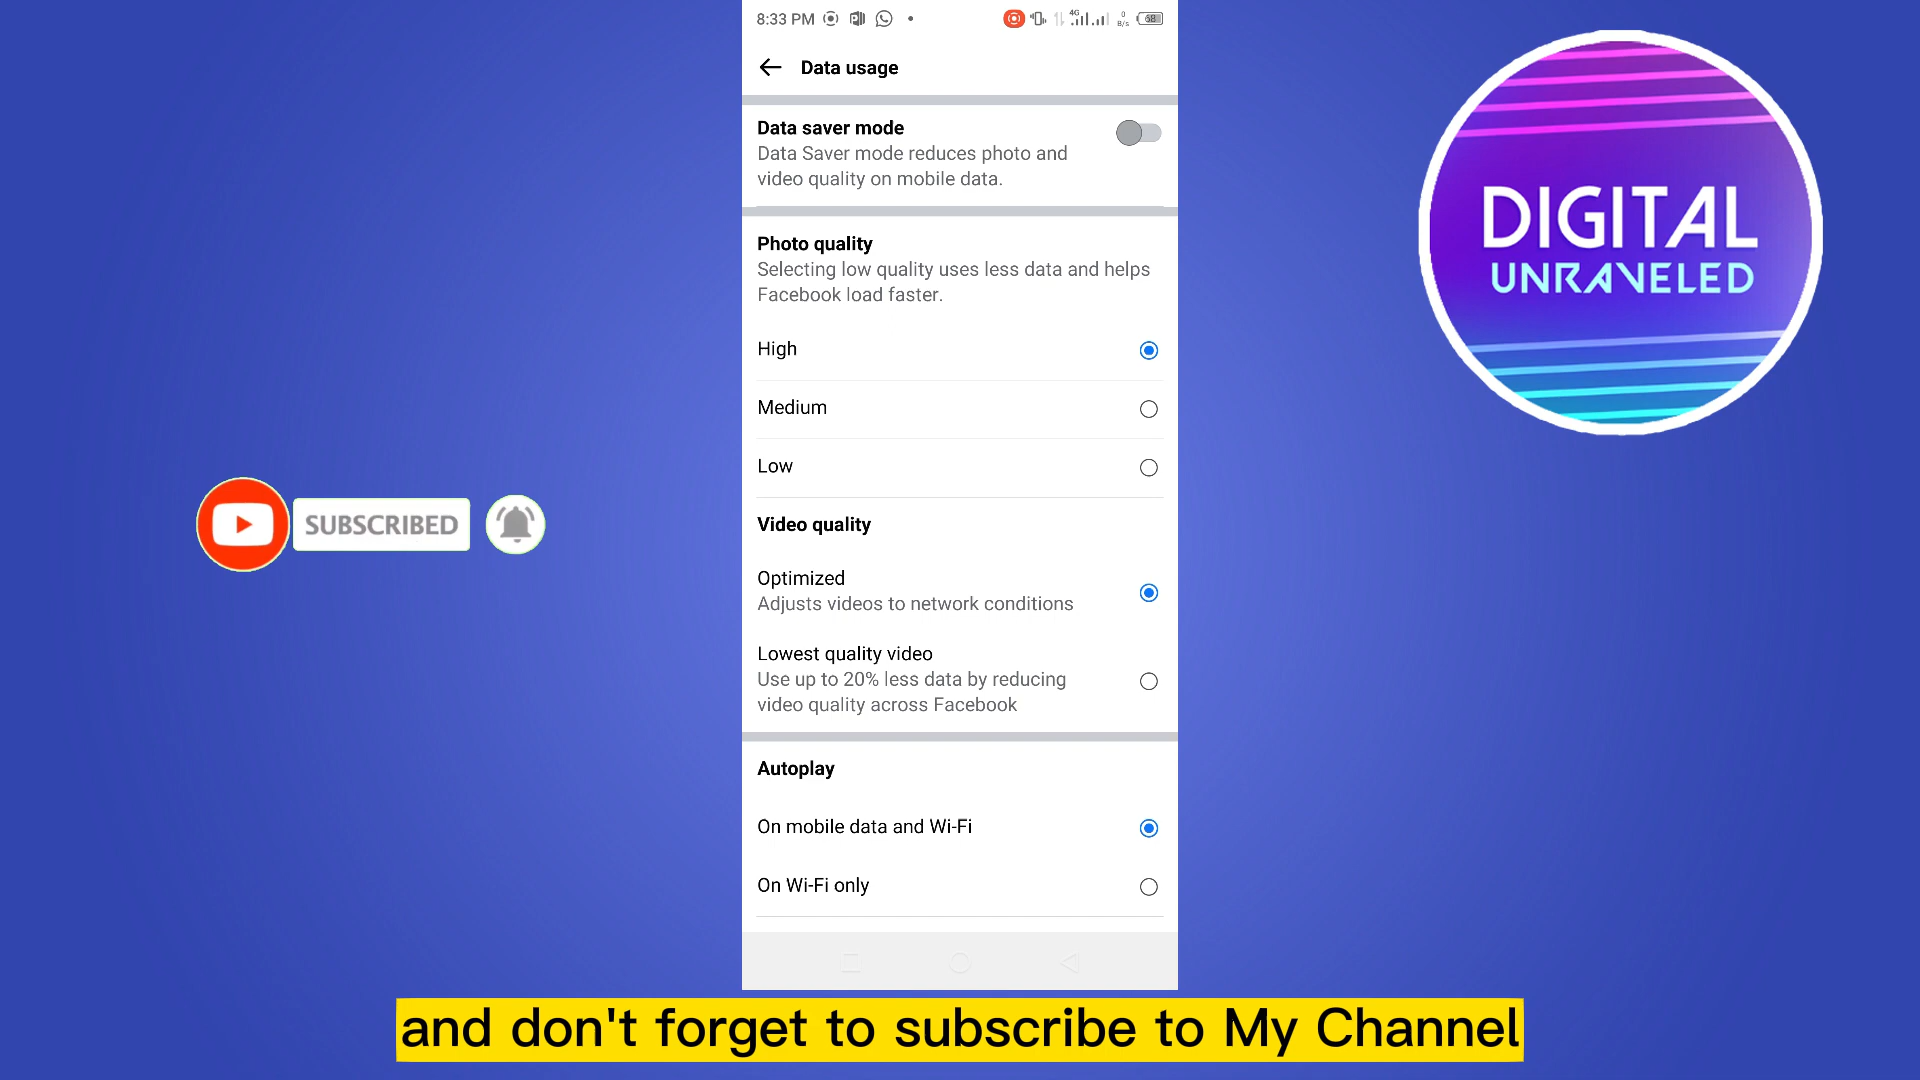 8:33 PM
4G
0
B/s
68
Data usage
Data saver mode
Data Saver mode reduces photo and
video quality on mobile data.
Photo quality
Selecting low quality uses less data and helps
Facebook load faster.
High
Medium
Low
Video quality
Optimized
Adjusts videos to network conditions
Lowest quality video
Use up to 20% less data by reducing
video quality across Facebook
Autoplay
On mobile data and Wi-Fi
On Wi-Fi only
SUBSCRIBED
DIGITAL
UNRAVELED
and don't forget to subscribe to My Channel